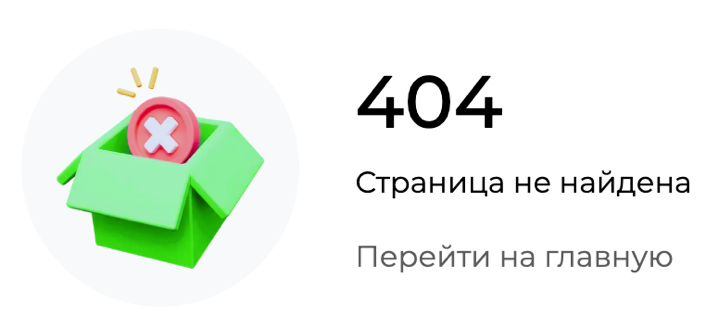 404
Страница не найдена
Перейти на главную